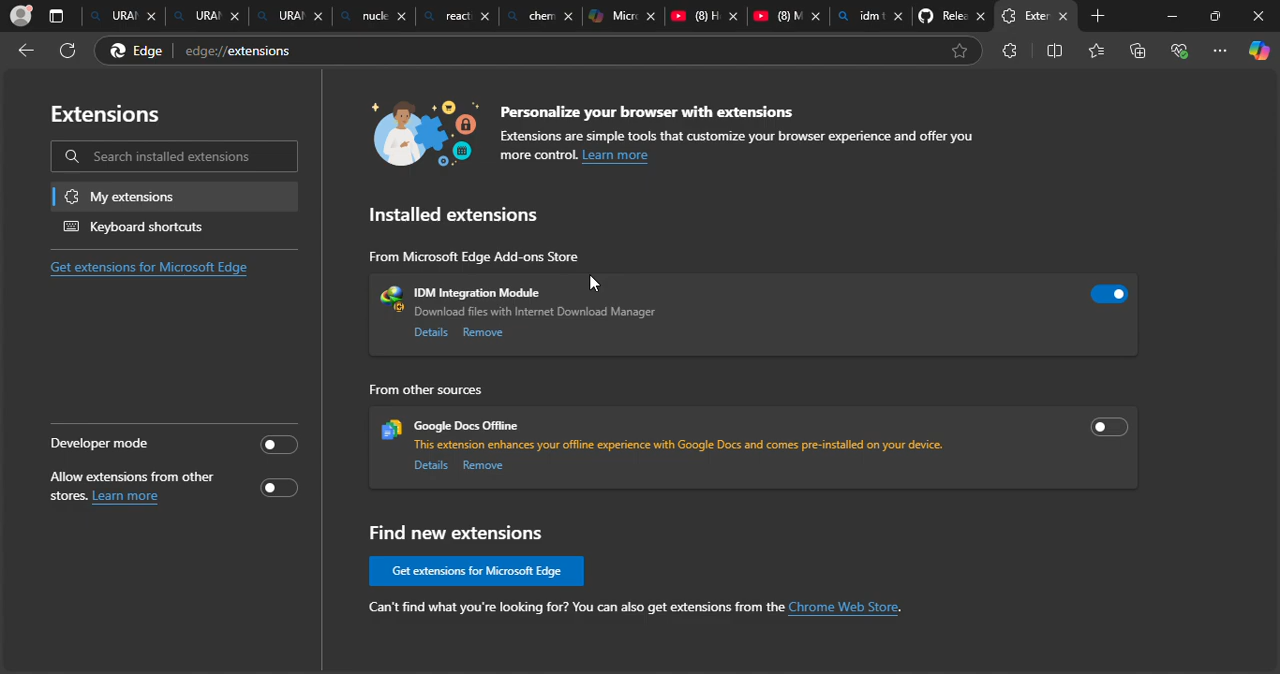 URAN
URAN
URAN
nucle
reacti
chem
Micro
(8) H
(8) M
idm t
Relea
Exten
Edge
edge://extensions
Extensions
Search installed extensions
My extensions
Keyboard shortcuts
Get extensions for Microsoft Edge
Developer mode
Allow extensions from other
stores. Learn more
Personalize your browser with extensions
Extensions are simple tools that customize your browser experience and offer you
more control. Learn more
Installed extensions
From Microsoft Edge Add-ons Store
IDM Integration Module
Download files with Internet Download Manager
Details Remove
From other sources
Google Docs Offline
This extension enhances your offline experience with Google Docs and comes pre-installed on your device.
Details Remove
Find new extensions
Get extensions for Microsoft Edge
Can't find what you're looking for? You can also get extensions from the Chrome Web Store.